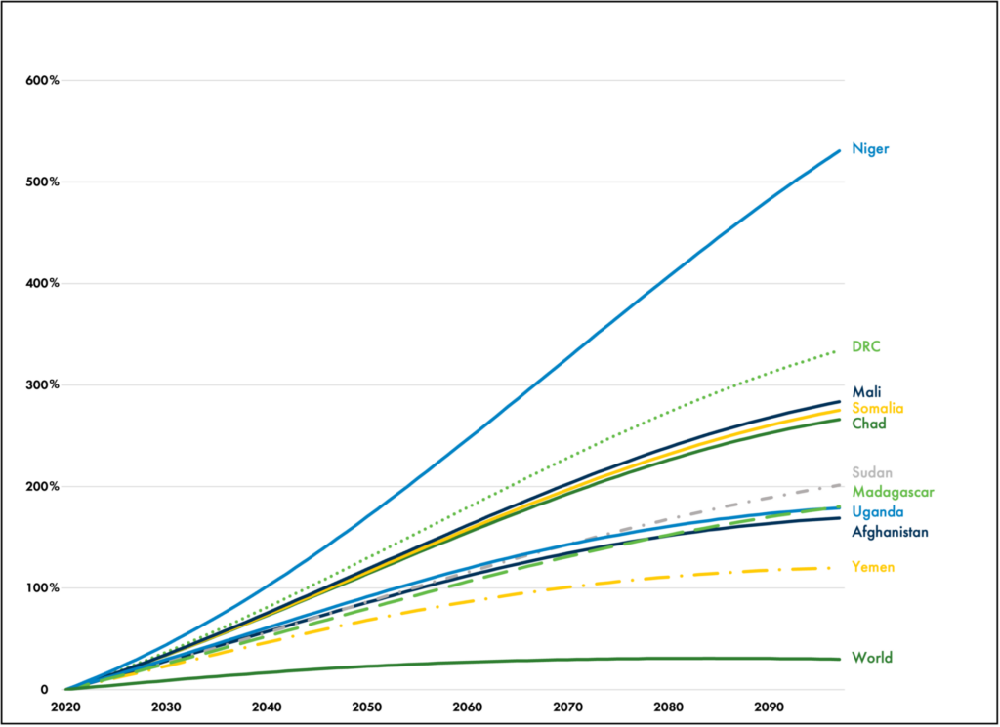 600%
Niger
500%
400%
DRC
300%
Mali
Somalia
Chad
Sudan
200%
Madagascar
Uganda
Afghanistan
100%
Yemen
World
0
2020 2030 2040 2050 2060 2070 2080 2090